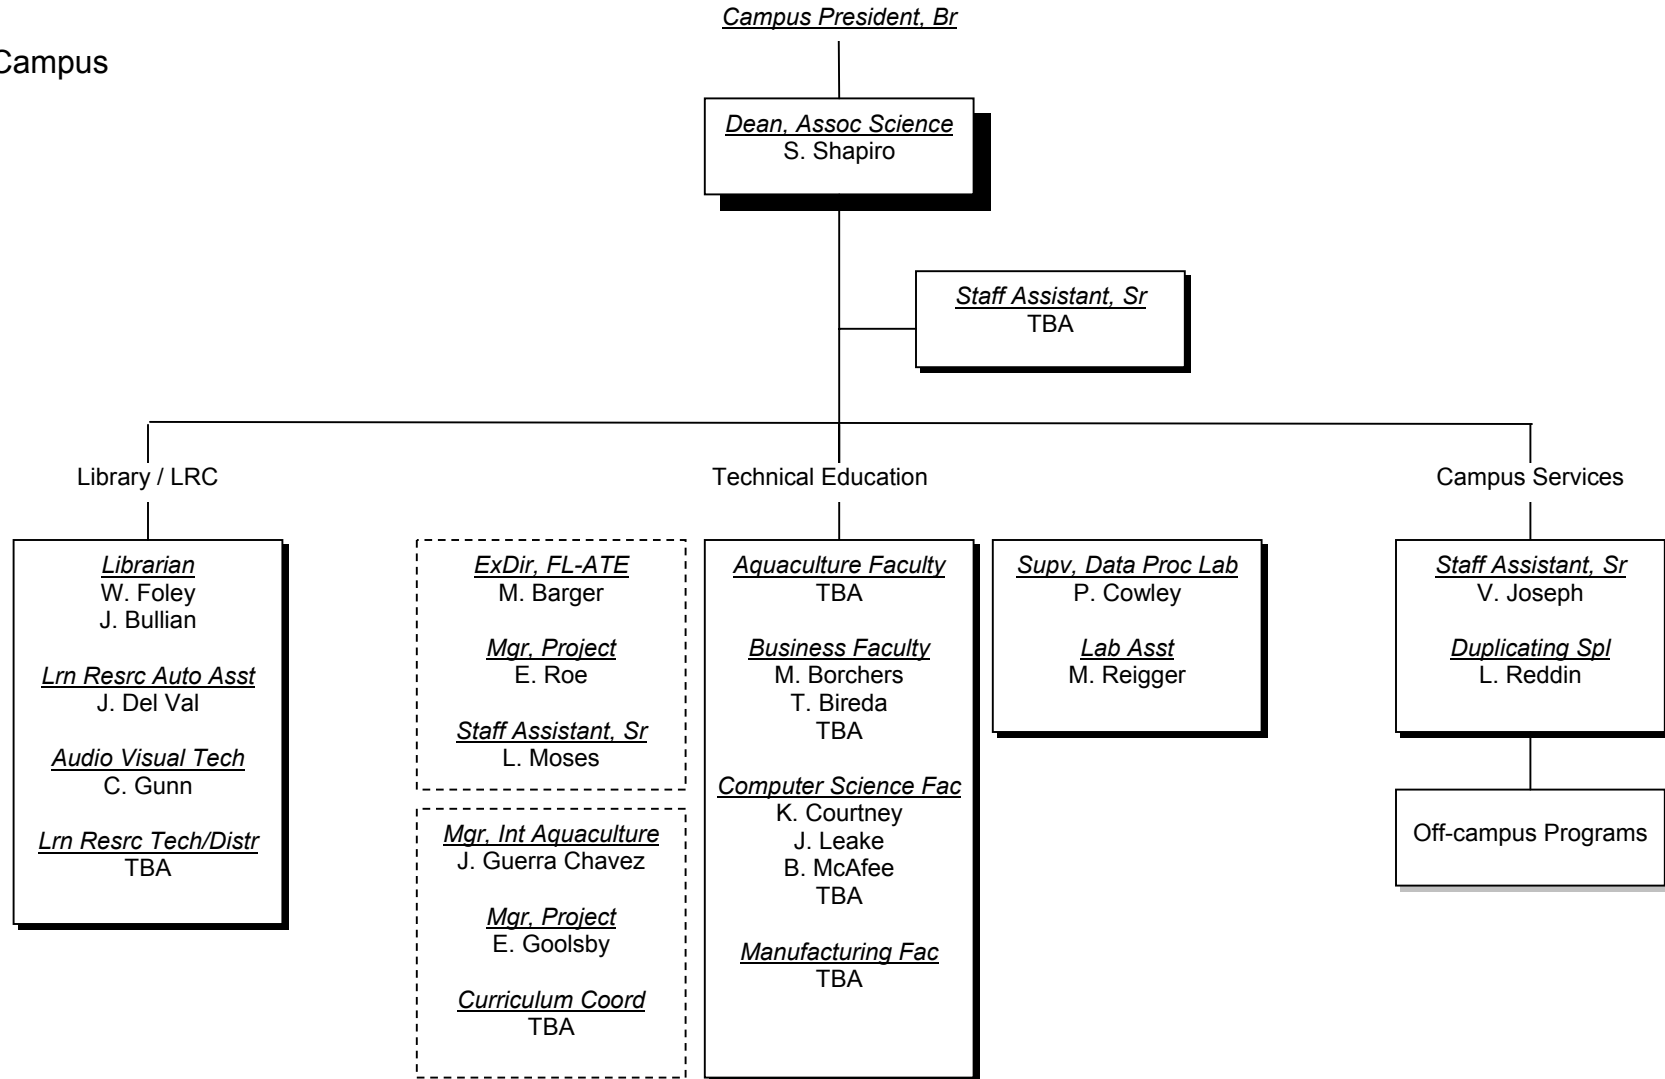 Campus President, Br
Campus
Dean, Assoc Science
S. Shapiro
Staff Assistant, Sr
TBA
Library / LRC
Technical Education
Campus Services
Librarian
W. Foley
J. Bullian
Lrn Resrc Auto Asst
J. Del Val
Audio Visual Tech
C. Gunn
Lrn Resrc Tech/Distr
TBA
ExDir, FL-ATE
M. Barger
Mgr, Project
E. Roe
Staff Assistant, Sr
L. Moses
Mgr, Int Aquaculture
J. Guerra Chavez
Mgr, Project
E. Goolsby
Curriculum Coord
TBA
Aquaculture Faculty
TBA
Business Faculty
M. Borchers
T. Bireda
TBA
Computer Science Fac
K. Courtney
J. Leake
B. McAfee
TBA
Manufacturing Fac
TBA
Supv, Data Proc Lab
P. Cowley
Lab Asst
M. Reigger
Staff Assistant, Sr
V. Joseph
Duplicating Spl
L. Reddin
Off-campus Programs